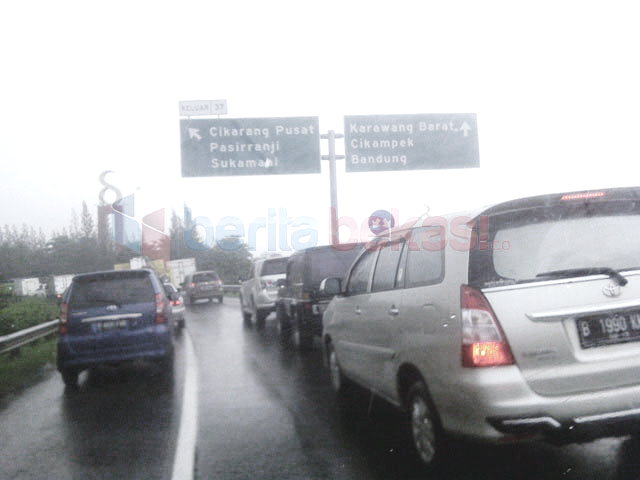 KELUAR 37
Cikarang Pusat
Pasirranji
Sukamahi
Karawang Barat
Cikampek
Bandung
beritabekasi
B 1990 K